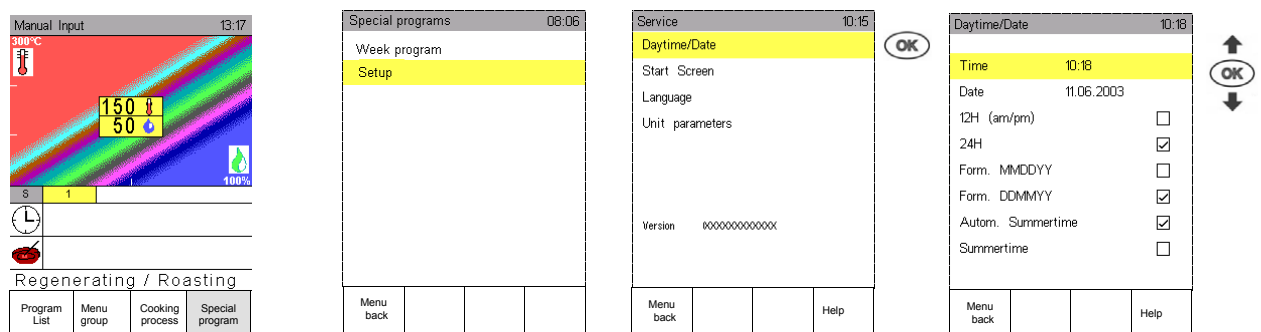 Manual Input 13:17
300°C
150
50
100%
S 1
Regenerating / Roasting
Program List
Menu group
Cooking process
Special program
Special programs 08:06
Week program
Setup
Menu back
Service 10:15
Daytime/Date
Start Screen
Language
Unit parameters
Version XXXXXXXXXXXXX
Menu back
Help
OK
Daytime/Date 10:18
Time 10:18
Date 11.06.2003
12H (am/pm)
24H
Form. MMDDYY
Form. DDMMYY
Autom. Summertime
Summertime
Menu back
Help
OK